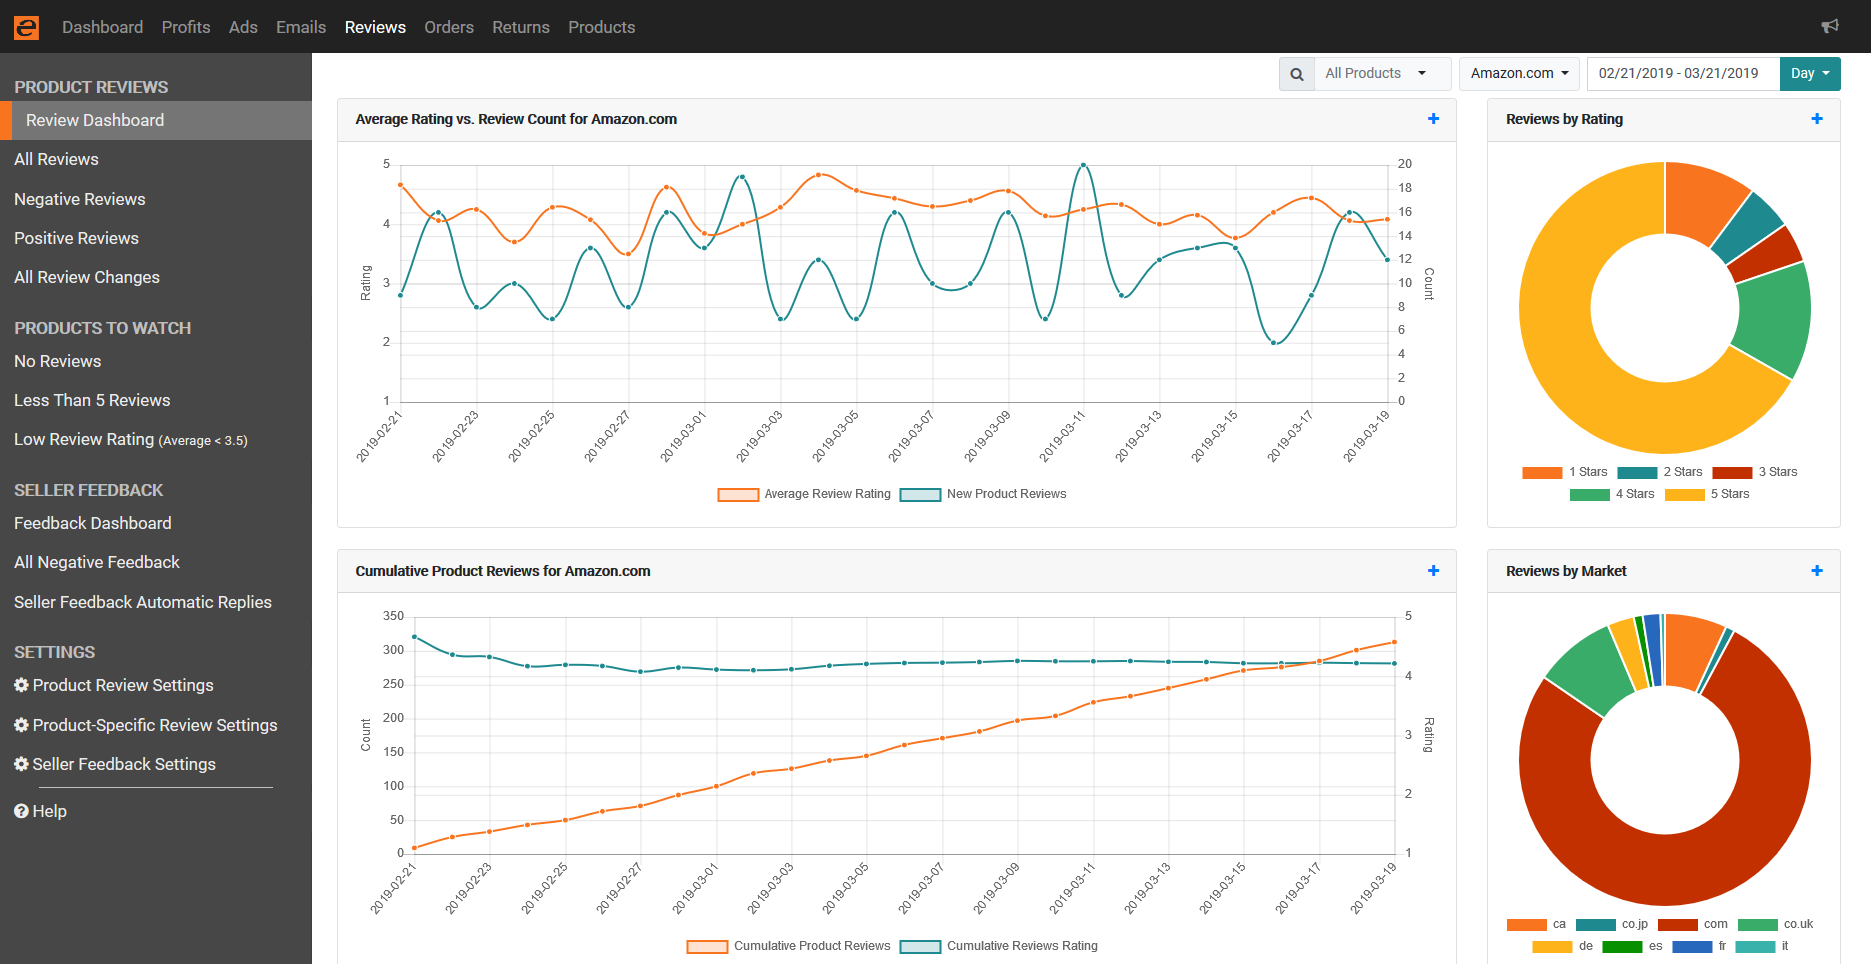 e Dashboard Profits Ads Emails Reviews Orders Returns Products
PRODUCT REVIEWS
Review Dashboard
All Reviews
Negative Reviews
Positive Reviews
All Review Changes
PRODUCTS TO WATCH
No Reviews
Less Than 5 Reviews
Low Review Rating (Average < 3.5)
SELLER FEEDBACK
Feedback Dashboard
All Negative Feedback
Seller Feedback Automatic Replies
SETTINGS
Product Review Settings
Product-Specific Review Settings
Seller Feedback Settings
Help
All Products Amazon.com 02/21/2019 - 03/21/2019 Day
Average Rating vs. Review Count for Amazon.com
5
4
3
2
1
Rating
20
18
16
14
12
10
8
6
4
2
0
Count
2019-02-21 2019-02-23 2019-02-25 2019-02-27 2019-03-01 2019-03-03 2019-03-05 2019-03-07 2019-03-09 2019-03-11 2019-03-13 2019-03-15 2019-03-17 2019-03-19
Average Review Rating New Product Reviews
Reviews by Rating
1 Stars 2 Stars 3 Stars
4 Stars 5 Stars
Cumulative Product Reviews for Amazon.com
350
300
250
200
150
100
50
0
Count
5
4
3
2
1
Rating
2019-02-21 2019-02-23 2019-02-25 2019-02-27 2019-03-01 2019-03-03 2019-03-05 2019-03-07 2019-03-09 2019-03-11 2019-03-13 2019-03-15 2019-03-17 2019-03-19
Cumulative Product Reviews Cumulative Reviews Rating
Reviews by Market
ca co.jp com co.uk
de es fr it